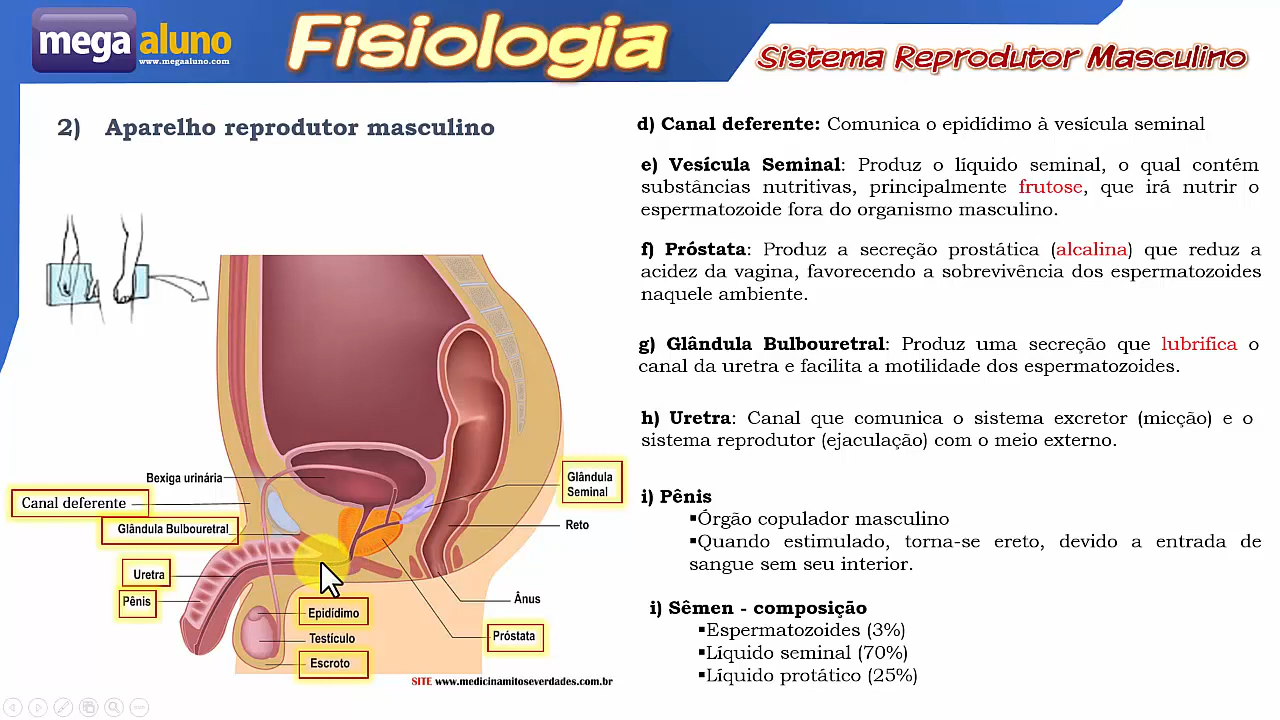 mega aluno
www.megaaluno.com
Fisiologia
Sistema Reprodutor Masculino
2) Aparelho reprodutor masculino
d) Canal deferente: Comunica o epidídimo à vesícula seminal
e) Vesícula Seminal: Produz o líquido seminal, o qual contém
substâncias nutritivas, principalmente frutose, que irá nutrir o
espermatozoide fora do organismo masculino.
f) Próstata: Produz a secreção prostática (alcalina) que reduz a
acidez da vagina, favorecendo a sobrevivência dos espermatozoides
naquele ambiente.
g) Glândula Bulbouretral: Produz uma secreção que lubrifica o
canal da uretra e facilita a motilidade dos espermatozoides.
h) Uretra: Canal que comunica o sistema excretor (micção) e o
sistema reprodutor (ejaculação) com o meio externo.
i) Pênis
▪Órgão copulador masculino
▪Quando estimulado, torna-se ereto, devido a entrada de
sangue sem seu interior.
i) Sêmen - composição
▪Espermatozoides (3%)
▪Líquido seminal (70%)
▪Líquido protático (25%)
Bexiga urinária
Canal deferente
Glândula Bulbouretral
Uretra
Pênis
Epidídimo
Testículo
Escroto
Glândula
Seminal
Reto
Ânus
Próstata
SITE www.medicinamitoseverdades.com.br